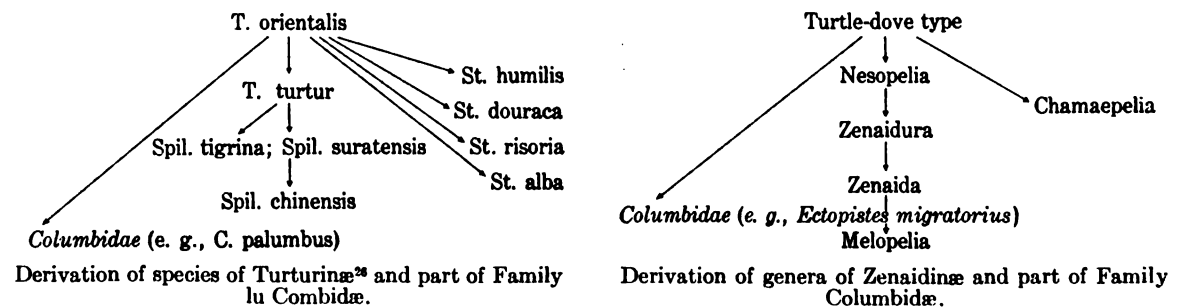 T. orientalis
St. humilis
T. turtur
St. douraca
Spil. tigrina; Spil. suratensis
St. risoria
St. alba
Spil. chinensis
Columbidae (e. g., C. palumbus)
Derivation of species of Turturinæ²⁶ and part of Family
lu Combidæ.
Turtle-dove type
Nesopelia
Chamaepelia
Zenaidura
Zenaida
Columbidae (e. g., Ectopistes migratorius)
Melopelia
Derivation of genera of Zenaidinæ and part of Family
Columbidæ.